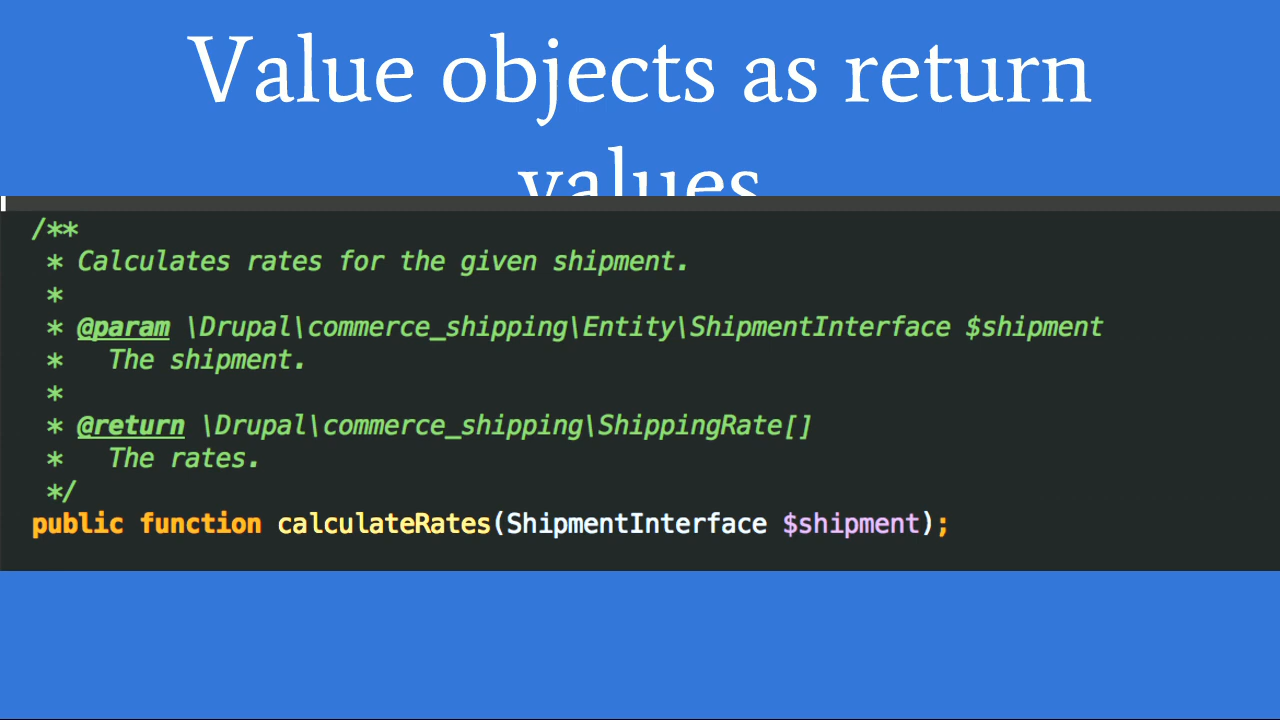 Value objects as return
values
/**
 * Calculates rates for the given shipment.
 *
 * @param \Drupal\commerce_shipping\Entity\ShipmentInterface $shipment
 *   The shipment.
 *
 * @return \Drupal\commerce_shipping\ShippingRate[]
 *   The rates.
 */
public function calculateRates(ShipmentInterface $shipment);